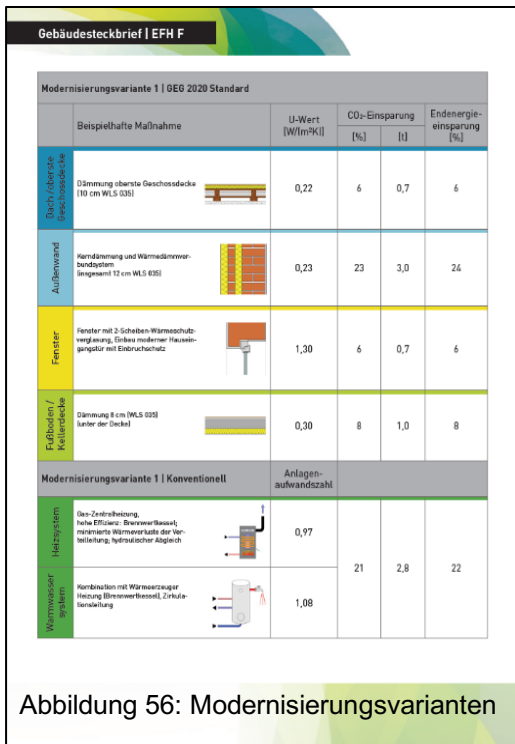 Gebäudesteckbrief | EFH F
Modernisierungsvariante 1 | GEG 2020 Standard
Beispielhafte Maßnahme
U-Wert
[W/(m²K)]
CO₂-Einsparung
[%]
[t]
Endenergie-
einsparung
[%]
Dach/oberste
Geschossdecke
Dämmung oberste Geschossdecke
(10 cm WLS 035)
0,22
6
0,7
6
Außenwand
Kerndämmung und Wärmedämmver-
bundsystem
(insgesamt 12 cm WLS 035)
0,23
23
3,0
24
Fenster
Fenster mit 2-Scheiben-Wärmeschutz-
verglasung, Einbau moderner Hausein-
gangstür mit Einbruchschutz
1,30
6
0,7
6
Fußboden /
Kellerdecke
Dämmung 8 cm (WLS 035)
(unter der Decke)
0,30
8
1,0
8
Modernisierungsvariante 1 | Konventionell
Anlagen-
aufwandszahl
Heizsystem
Gas-Zentralheizung,
hohe Effizienz: Brennwertkessel;
minimierte Wärmeverluste der Ver-
teilleitung; hydraulischer Abgleich
0,97
21
2,8
22
Warmwasser
system
Kombination mit Wärmeerzeuger
Heizung (Brennwertkessel), Zirkula-
tionsleitung
1,08
Abbildung 56: Modernisierungsvarianten